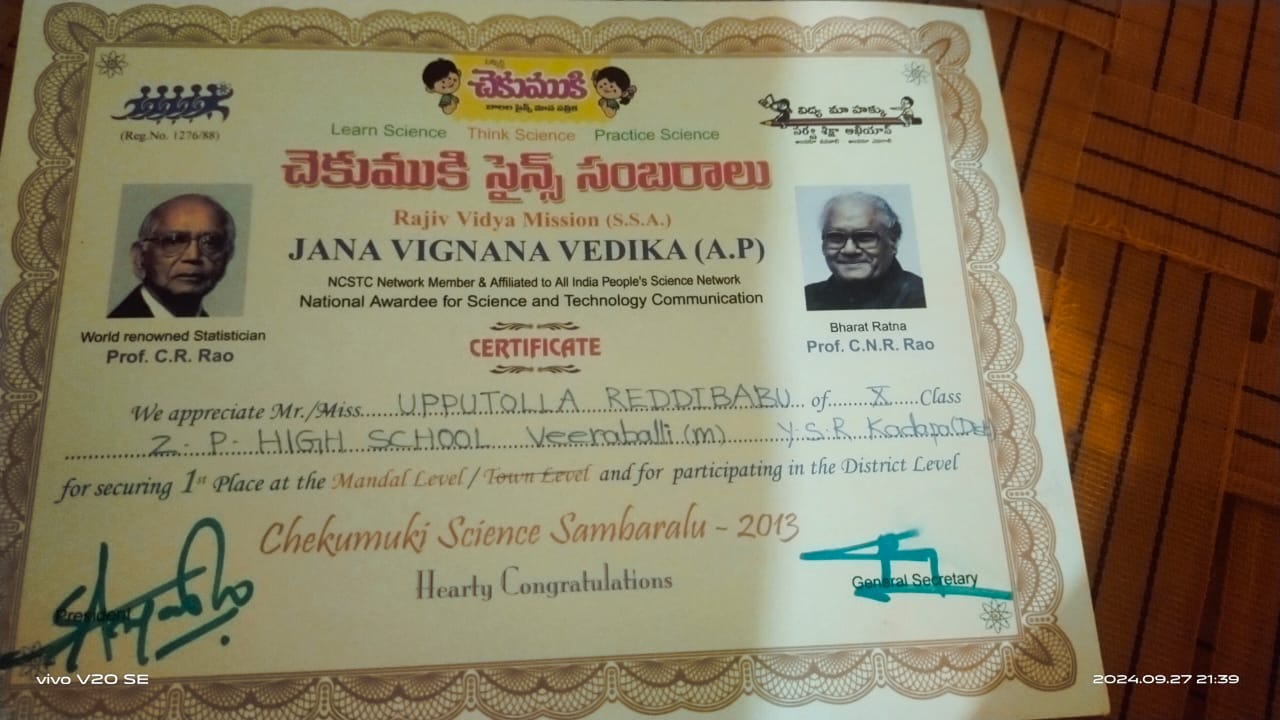 చెకుముకి
బాలల సైన్స్ మాస పత్రిక
(Reg.No. 1276/88)
విద్య మా హక్కు
సర్వ శిక్షా అభియాన్
Learn Science Think Science Practice Science
చెకుముకి సైన్స్ సంబరాలు
Rajiv Vidya Mission (S.S.A.)
JANA VIGNANA VEDIKA (A.P)
NCSTC Network Member & Affiliated to All India People's Science Network
National Awardee for Science and Technology Communication
World renowned Statistician
Prof. C.R. Rao
Bharat Ratna
Prof. C.N.R. Rao
CERTIFICATE
We appreciate Mr./Miss. UPPUTOLLA REDDIBABU of X Class
Z. P. HIGH SCHOOL Veeraballi (m) Y.S.R Kadapa (Dst)
for securing 1st Place at the Mandal Level / Town Level and for participating in the District Level
Chekumuki Science Sambaralu - 2013
Hearty Congratulations
President
General Secretary
vivo V20 SE
2024.09.27 21:39